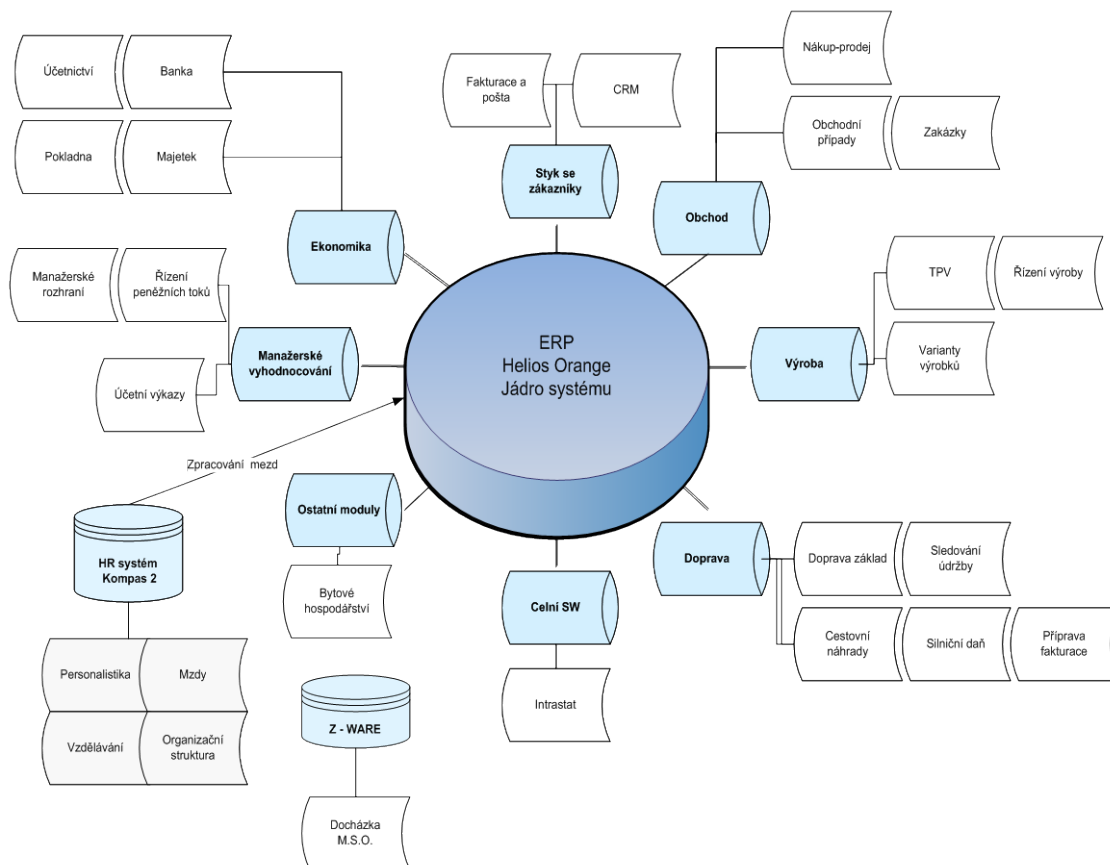 Účetnictví
Banka
Pokladna
Majetek
Ekonomika
Fakturace a
pošta
CRM
Styk se
zákazníky
Nákup-prodej
Obchodní
případy
Zakázky
Obchod
Manažerské
rozhraní
Řízení
peněžních toků
Účetní výkazy
Manažerské
vyhodnocování
ERP
Helios Orange
Jádro systému
TPV
Řízení výroby
Varianty
výrobků
Výroba
Zpracování mezd
HR systém
Kompas 2
Personalistika
Mzdy
Vzdělávání
Organizační
struktura
Ostatní moduly
Bytové
hospodářství
Z - WARE
Docházka
M.S.O.
Celní SW
Intrastat
Doprava
Doprava základ
Sledování
údržby
Cestovní
náhrady
Silniční daň
Příprava
fakturace